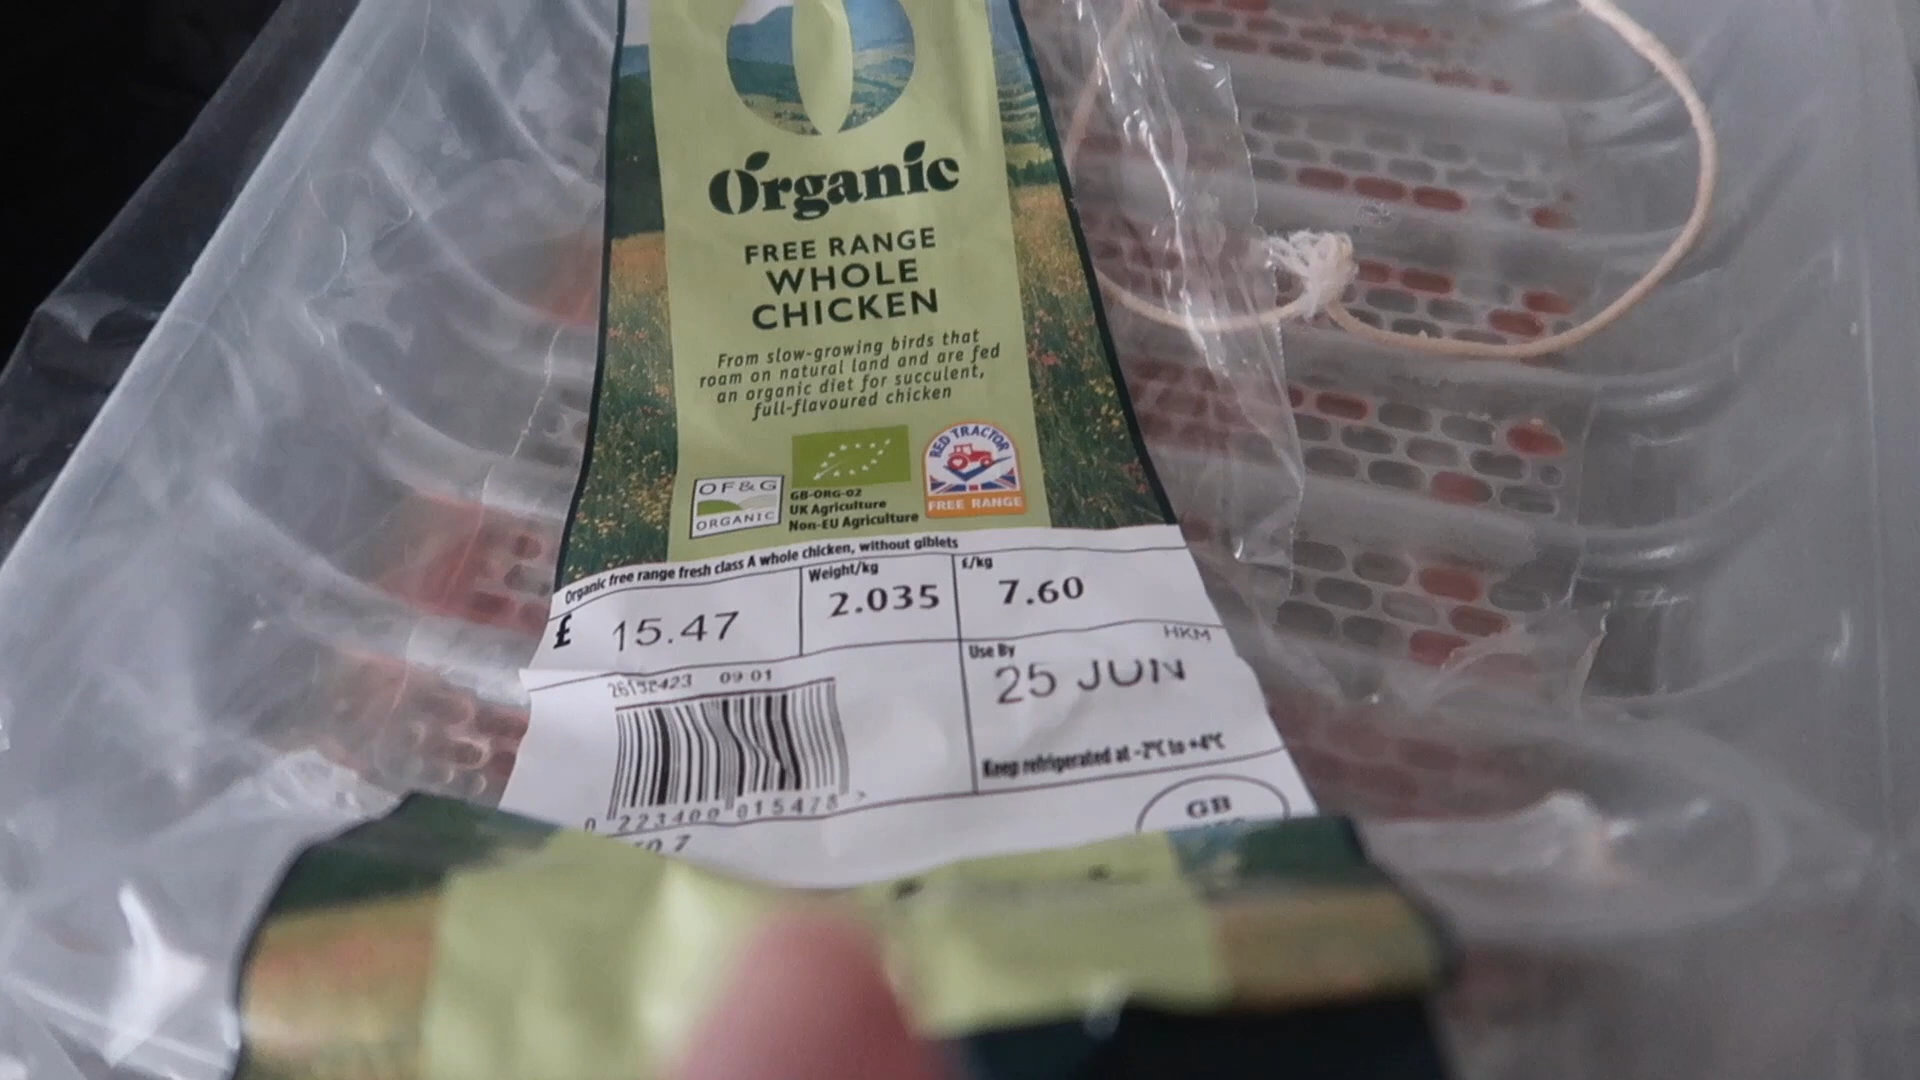 Organic
FREE RANGE
WHOLE
CHICKEN
From slow-growing birds that
roam on natural land and are fed
an organic diet for succulent,
full-flavoured chicken
OF&G
ORGANIC
GB-ORG-02
UK Agriculture
Non-EU Agriculture
RED TRACTOR
FREE RANGE
Organic free range fresh class A whole chicken, without giblets
£ 15.47
Weight/kg
2.035
£/kg
7.60
HKM
Use By
25 JUN
09 01
Keep refrigerated at -2°C to +4°C
0 223400 015478 >
GB